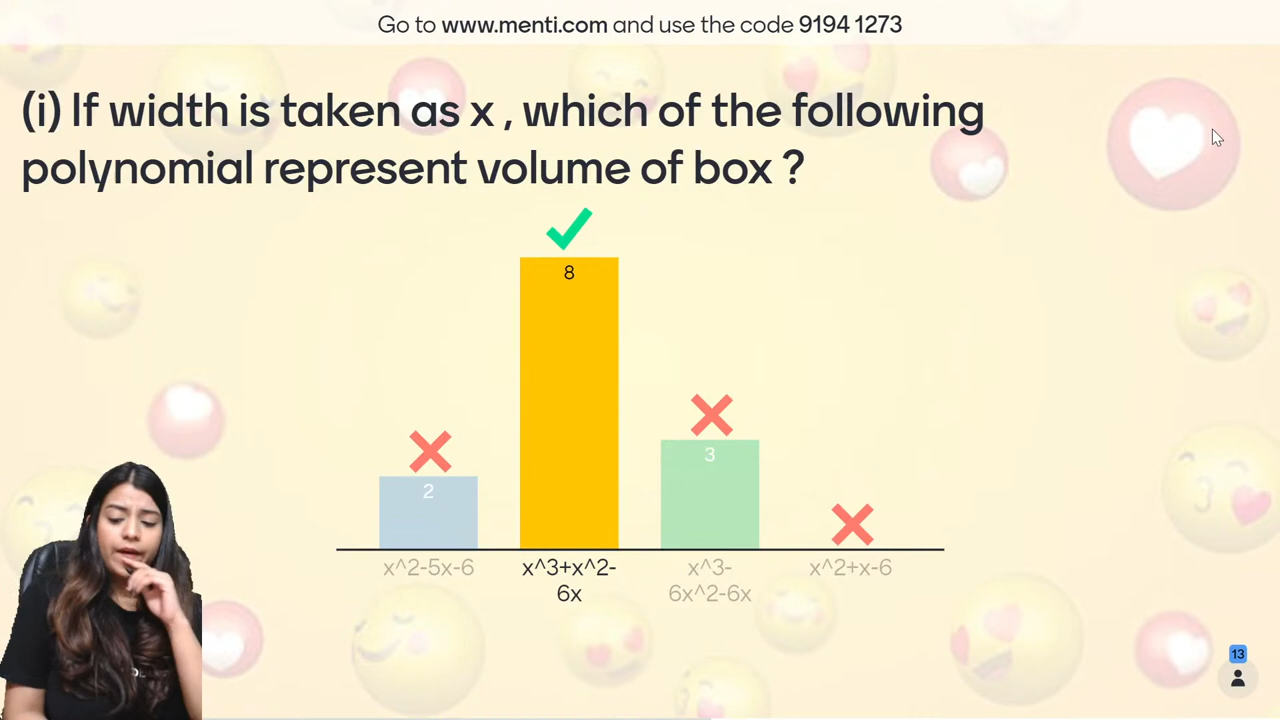 Go to www.menti.com and use the code 9194 1273
(i) If width is taken as x , which of the following
polynomial represent volume of box ?
8
3
2
x^2-5x-6
x^3+x^2-
6x
x^3-
6x^2-6x
x^2+x-6
13